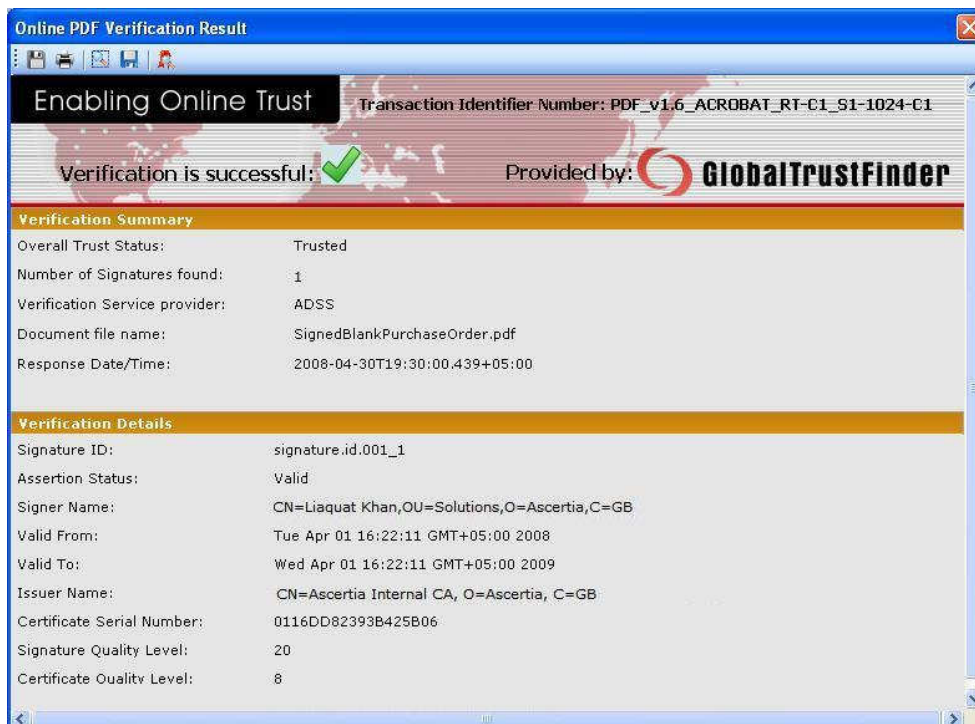 Online PDF Verification Result
Enabling Online Trust
Transaction Identifier Number: PDF_v1.6_ACROBAT_RT-C1_S1-1024-C1
Verification is successful:
Provided by: GlobalTrustFinder
Verification Summary
Overall Trust Status: Trusted
Number of Signatures found: 1
Verification Service provider: ADSS
Document file name: SignedBlankPurchaseOrder.pdf
Response Date/Time: 2008-04-30T19:30:00.439+05:00
Verification Details
Signature ID: signature.id.001_1
Assertion Status: Valid
Signer Name: CN=Liaquat Khan,OU=Solutions,O=Ascertia,C=GB
Valid From: Tue Apr 01 16:22:11 GMT+05:00 2008
Valid To: Wed Apr 01 16:22:11 GMT+05:00 2009
Issuer Name: CN=Ascertia Internal CA, O=Ascertia, C=GB
Certificate Serial Number: 0116DD82393B425B06
Signature Quality Level: 20
Certificate Quality Level: 8